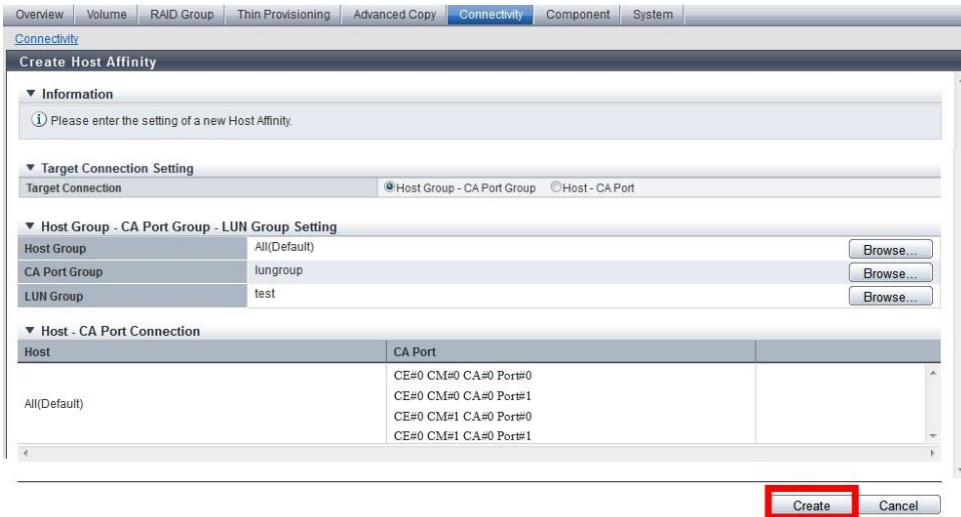 Overview Volume RAID Group Thin Provisioning Advanced Copy Connectivity Component System
Connectivity
Create Host Affinity
▼ Information
i Please enter the setting of a new Host Affinity.
▼ Target Connection Setting
Target Connection Host Group - CA Port Group Host - CA Port
▼ Host Group - CA Port Group - LUN Group Setting
Host Group All(Default) Browse...
CA Port Group lungroup Browse...
LUN Group test Browse...
▼ Host - CA Port Connection
Host CA Port
CE#0 CM#0 CA#0 Port#0
All(Default) CE#0 CM#0 CA#0 Port#1
CE#0 CM#1 CA#0 Port#0
CE#0 CM#1 CA#0 Port#1
Create Cancel